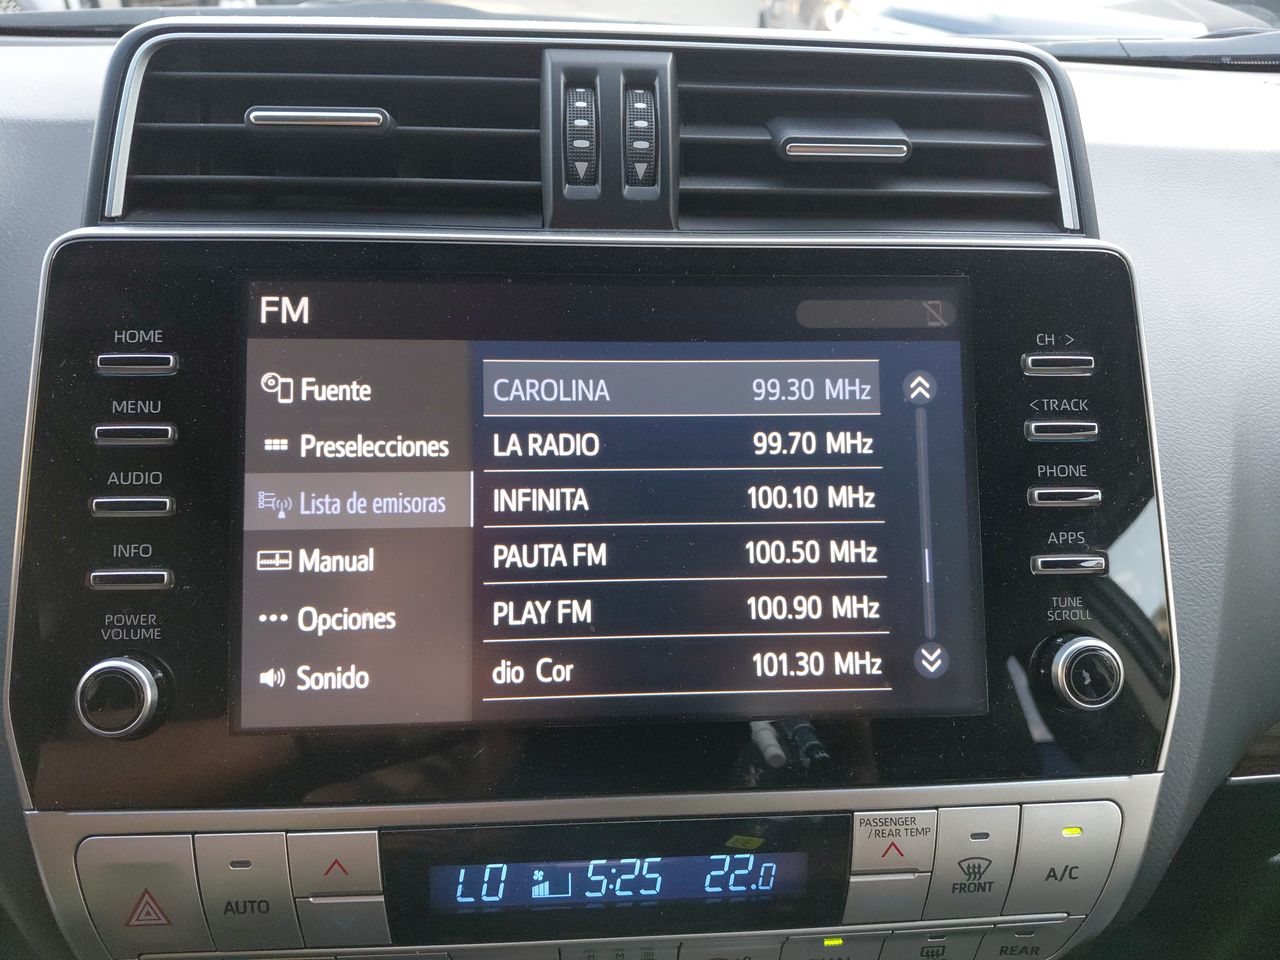 FM
HOME
MENU
AUDIO
INFO
POWER
VOLUME
Fuente
Preselecciones
Lista de emisoras
Manual
Opciones
Sonido
CAROLINA 99.30 MHz
LA RADIO 99.70 MHz
INFINITA 100.10 MHz
PAUTA FM 100.50 MHz
PLAY FM 100.90 MHz
dio Cor 101.30 MHz
CH >
< TRACK
PHONE
APPS
TUNE
SCROLL
AUTO
LO 5:25 22.0
PASSENGER
/ REAR TEMP
FRONT
A/C
REAR